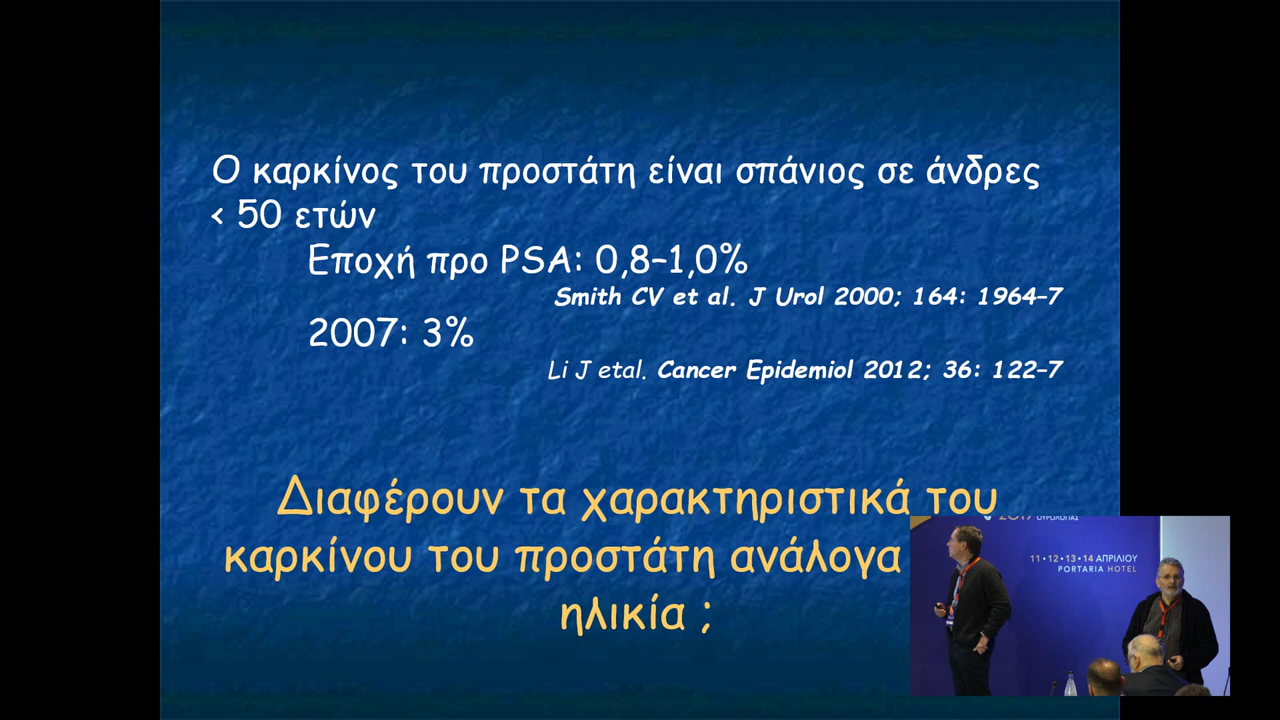 Ο καρκίνος του προστάτη είναι σπάνιος σε άνδρες
< 50 ετών
Εποχή προ PSA: 0,8–1,0%
Smith CV et al. J Urol 2000; 164: 1964–7
2007: 3%
Li J etal. Cancer Epidemiol 2012; 36: 122–7
Διαφέρουν τα χαρακτηριστικά του
καρκίνου του προστάτη ανάλογα
ηλικία ;
2019 ΟΥΡΟΛΟΓΙΑΣ
11 • 12 • 13 • 14 ΑΠΡΙΛΙΟΥ
PORTARIA HOTEL